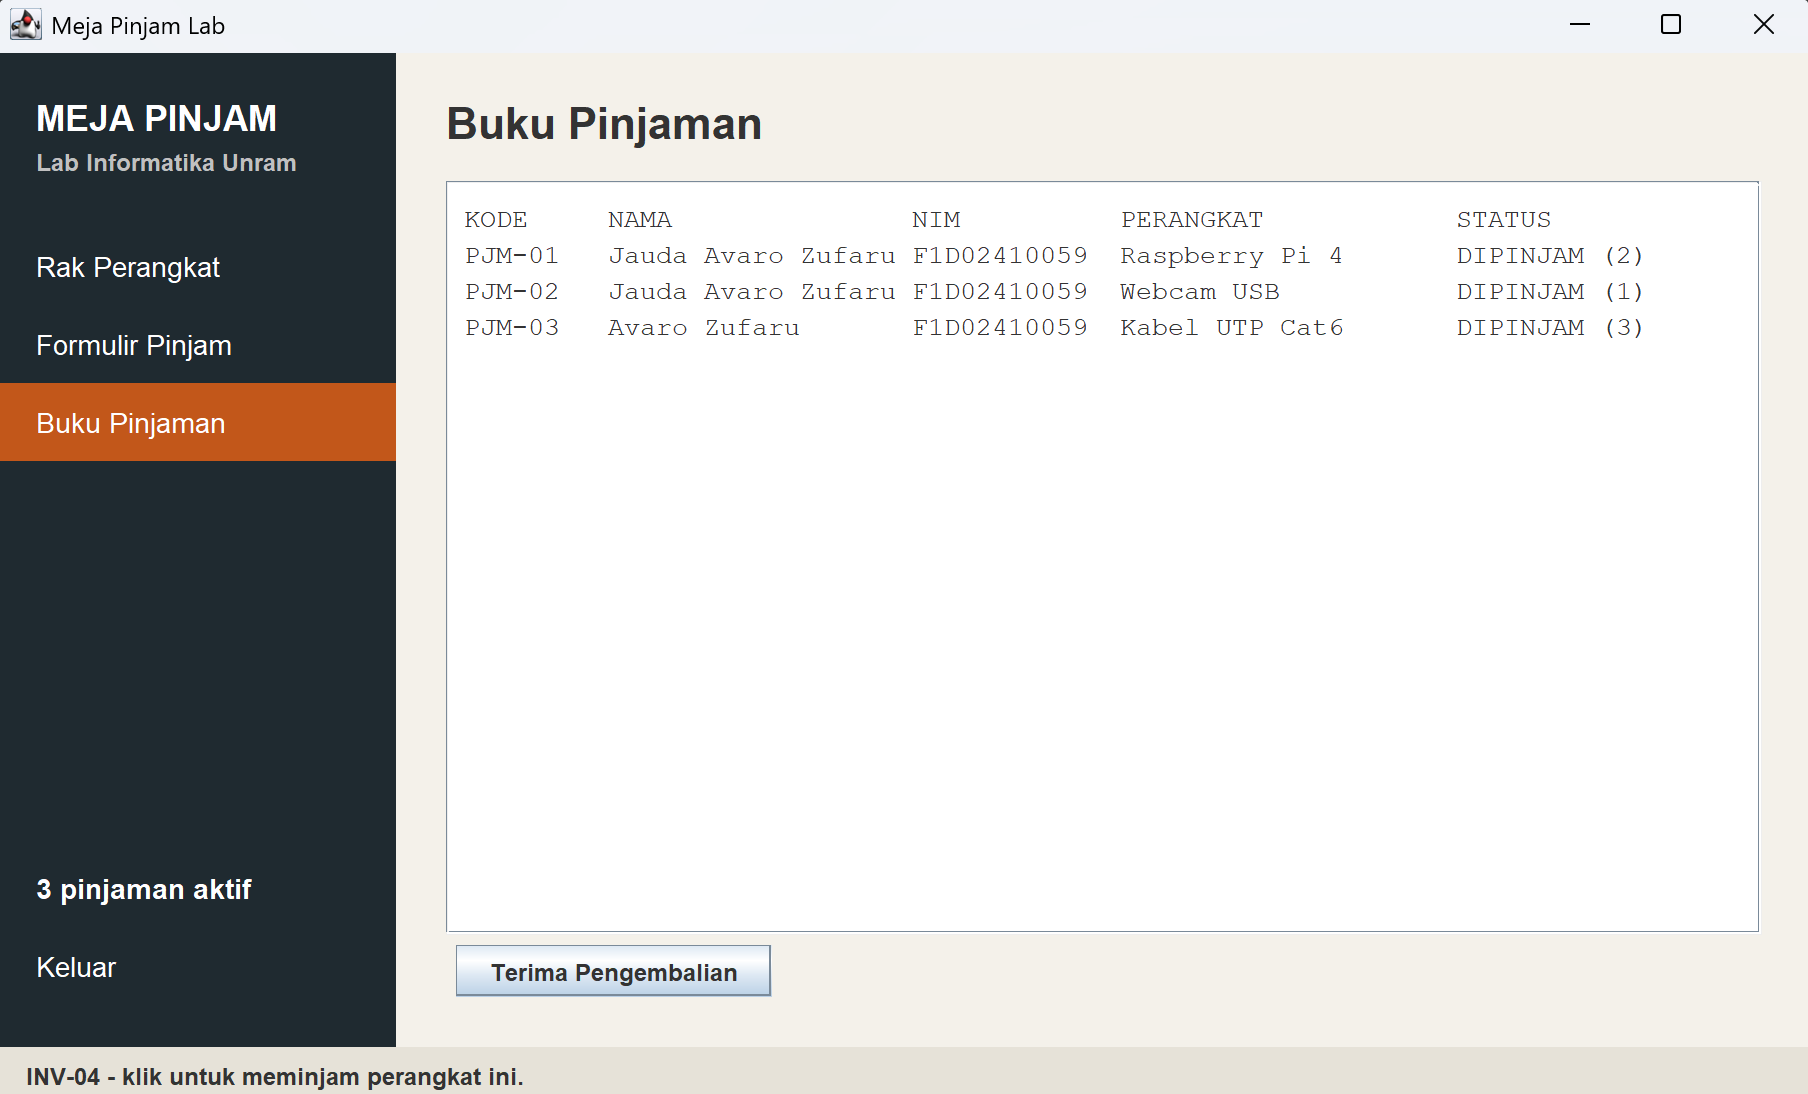 Meja Pinjam Lab
MEJA PINJAM
Lab Informatika Unram
Rak Perangkat
Formulir Pinjam
Buku Pinjaman
3 pinjaman aktif
Keluar
Buku Pinjaman
KODE NAMA NIM PERANGKAT STATUS
PJM-01 Jauda Avaro Zufaru F1D02410059 Raspberry Pi 4 DIPINJAM (2)
PJM-02 Jauda Avaro Zufaru F1D02410059 Webcam USB DIPINJAM (1)
PJM-03 Avaro Zufaru F1D02410059 Kabel UTP Cat6 DIPINJAM (3)
Terima Pengembalian
INV-04 - klik untuk meminjam perangkat ini.